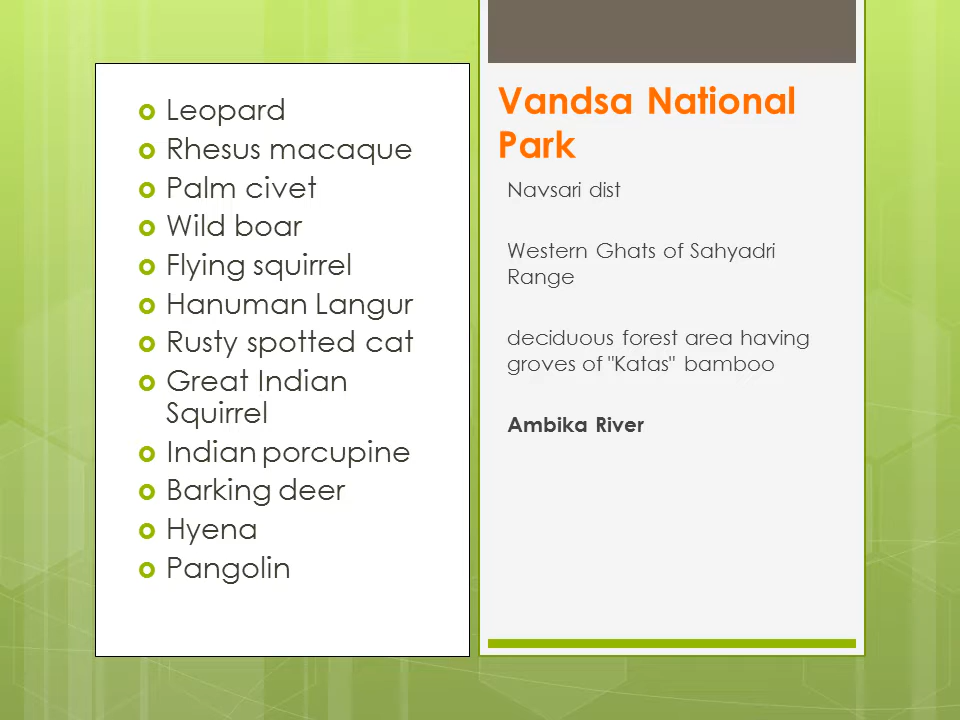 Leopard
Rhesus macaque
Palm civet
Wild boar
Flying squirrel
Hanuman Langur
Rusty spotted cat
Great Indian
Squirrel
Indian porcupine
Barking deer
Hyena
Pangolin
Vandsa National
Park
Navsari dist
Western Ghats of Sahyadri
Range
deciduous forest area having
groves of "Katas" bamboo
Ambika River